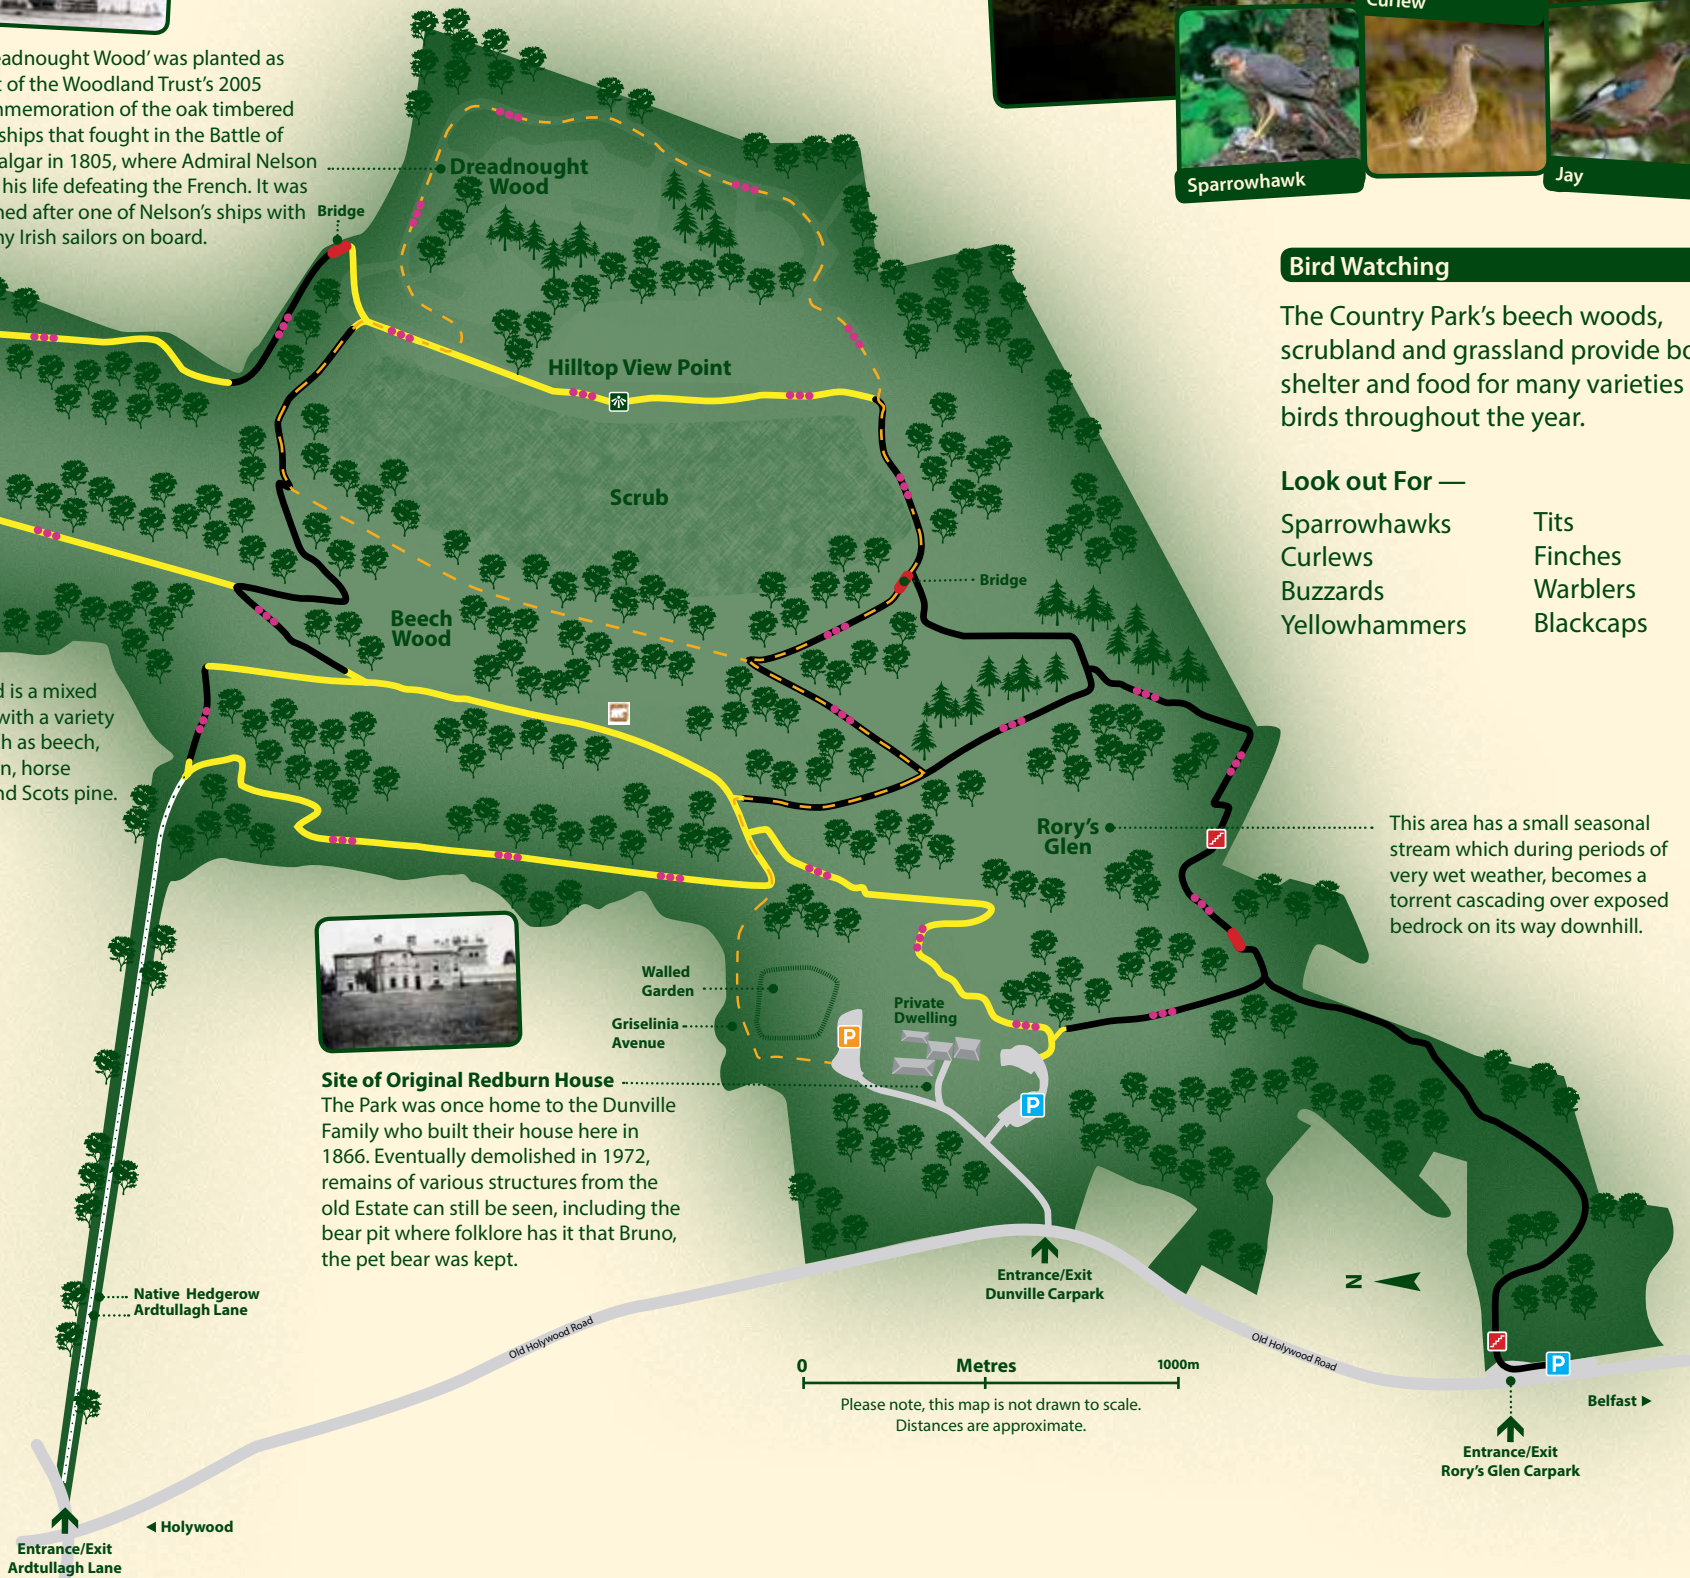 eadnought Wood' was planted as
t of the Woodland Trust's 2005
nmemoration of the oak timbered
ships that fought in the Battle of
algar in 1805, where Admiral Nelson
his life defeating the French. It was
ned after one of Nelson's ships with
ny Irish sailors on board.
Bridge
Dreadnought
Wood
Hilltop View Point
Scrub
Bridge
Beech
Wood
d is a mixed
with a variety
h as beech,
n, horse
nd Scots pine.
Curlew
Sparrowhawk
Jay
Bird Watching
The Country Park's beech woods,
scrubland and grassland provide bo
shelter and food for many varieties
birds throughout the year.
Look out For —
Sparrowhawks
Curlews
Buzzards
Yellowhammers
Tits
Finches
Warblers
Blackcaps
Rory's
Glen
This area has a small seasonal
stream which during periods of
very wet weather, becomes a
torrent cascading over exposed
bedrock on its way downhill.
Walled
Garden
Griselinia
Avenue
Private
Dwelling
P
P
Site of Original Redburn House
The Park was once home to the Dunville
Family who built their house here in
1866. Eventually demolished in 1972,
remains of various structures from the
old Estate can still be seen, including the
bear pit where folklore has it that Bruno,
the pet bear was kept.
Native Hedgerow
Ardtullagh Lane
Old Holywood Road
Entrance/Exit
Dunville Carpark
N
Old Holywood Road
P
0 Metres 1000m
Please note, this map is not drawn to scale.
Distances are approximate.
Belfast
Entrance/Exit
Rory's Glen Carpark
Holywood
Entrance/Exit
Ardtullagh Lane